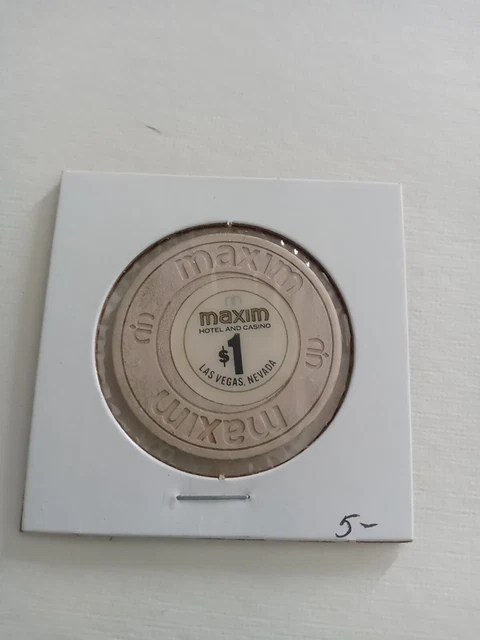 maxim
maxim
HOTEL AND CASINO
$1
LAS VEGAS, NEVADA
maxim
5-